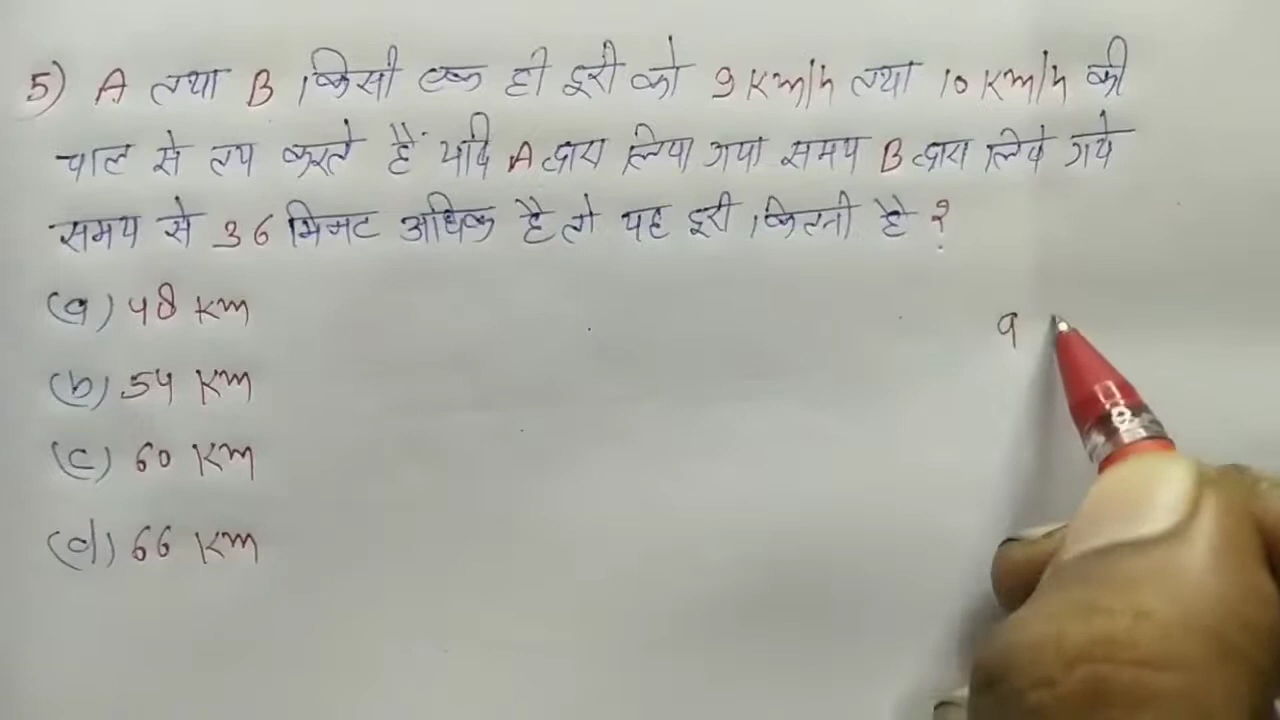 5) A तथा B किसी एक ही दूरी को 9 Km/h तथा 10 Km/h की
चाल से तय करते हैं यदि A द्वारा लिया गया समय B द्वारा लिये गये
समय से 36 मिनट अधिक है तो यह दूरी कितनी है ?
(a) 48 Km
(b) 54 Km
(c) 60 Km
(d) 66 Km
9